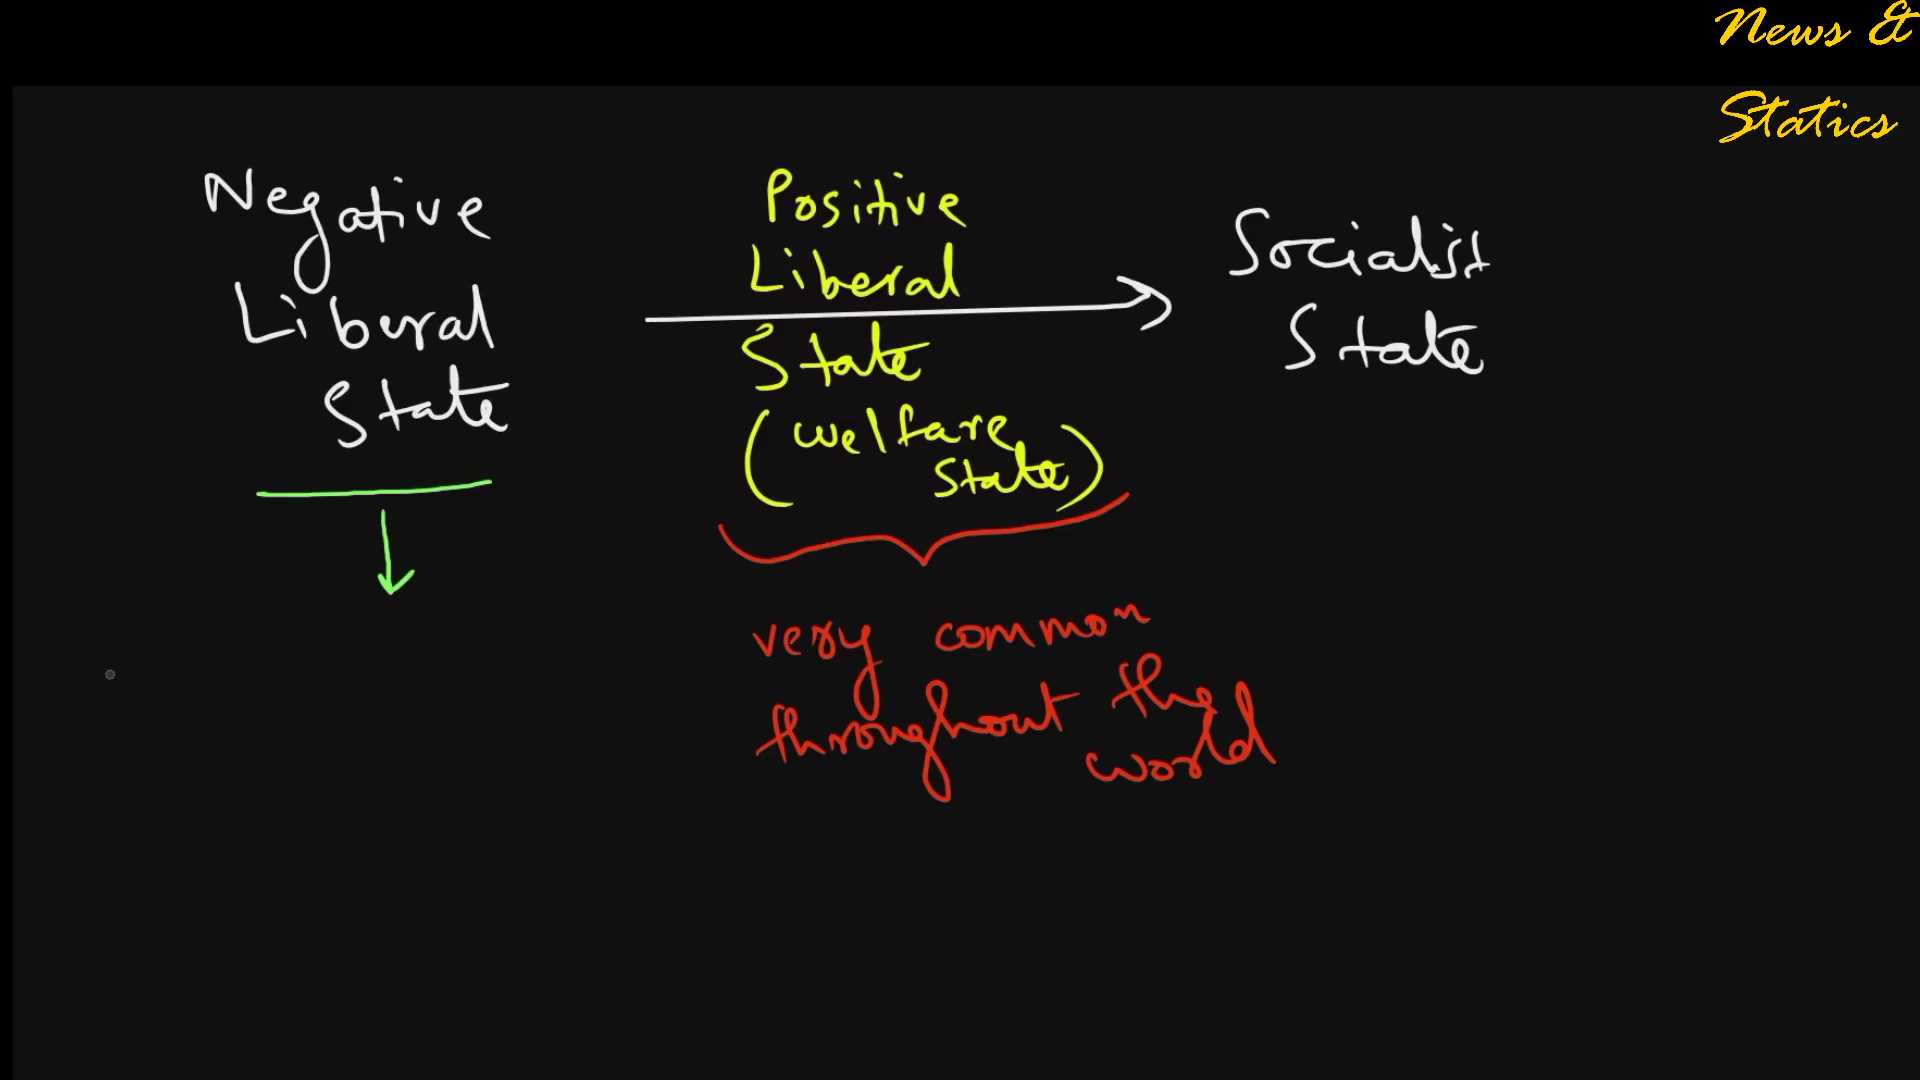 News &
Statics
Negative
Liberal
State
Positive
Liberal
State
(Welfare
State)
Socialist
State
very common
throughout the
world